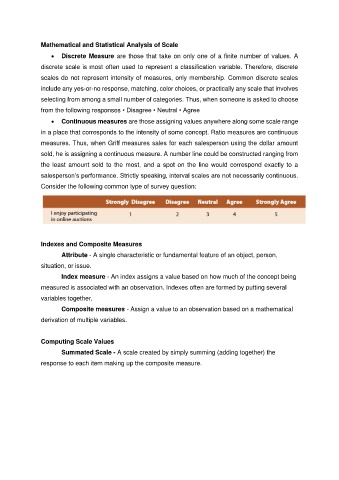 Mathematical and Statistical Analysis of Scale
• Discrete Measure are those that take on only one of a finite number of values. A
discrete scale is most often used to represent a classification variable. Therefore, discrete
scales do not represent intensity of measures, only membership. Common discrete scales
include any yes-or-no response, matching, color choices, or practically any scale that involves
selecting from among a small number of categories. Thus, when someone is asked to choose
from the following responses • Disagree • Neutral • Agree
• Continuous measures are those assigning values anywhere along some scale range
in a place that corresponds to the intensity of some concept. Ratio measures are continuous
measures. Thus, when Griff measures sales for each salesperson using the dollar amount
sold, he is assigning a continuous measure. A number line could be constructed ranging from
the least amount sold to the most, and a spot on the line would correspond exactly to a
salesperson's performance. Strictly speaking, interval scales are not necessarily continuous.
Consider the following common type of survey question:
Strongly Disagree Disagree Neutral Agree Strongly Agree
I enjoy participating 1 2 3 4 5
in online auctions
Indexes and Composite Measures
Attribute - A single characteristic or fundamental feature of an object, person,
situation, or issue.
Index measure - An index assigns a value based on how much of the concept being
measured is associated with an observation. Indexes often are formed by putting several
variables together.
Composite measures - Assign a value to an observation based on a mathematical
derivation of multiple variables.
Computing Scale Values
Summated Scale - A scale created by simply summing (adding together) the
response to each item making up the composite measure.